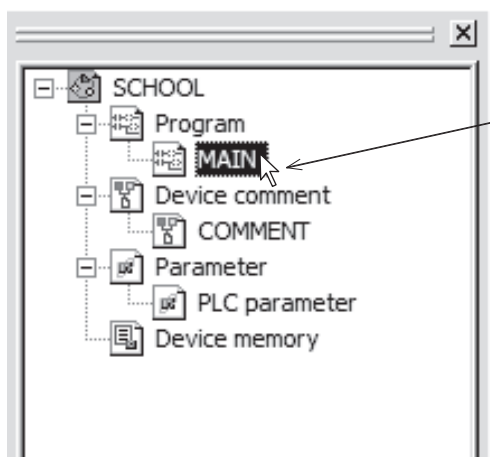 SCHOOL
Program
MAIN
Device comment
COMMENT
Parameter
PLC parameter
Device memory